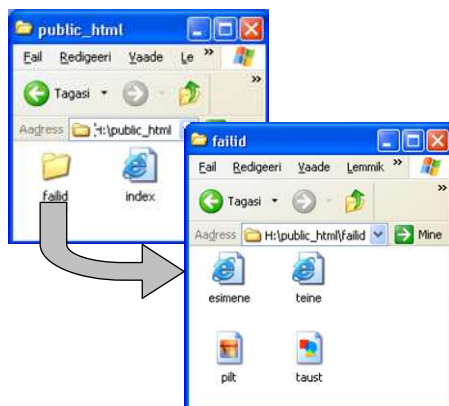 public_html
Fail Redigeeri Vaade Le »
Tagasi »
Aadress H:\public_html
failid index
failid
Fail Redigeeri Vaade Lemmik »
Tagasi »
Aadress H:\public_html\failid Mine
esimene teine
pilt taust